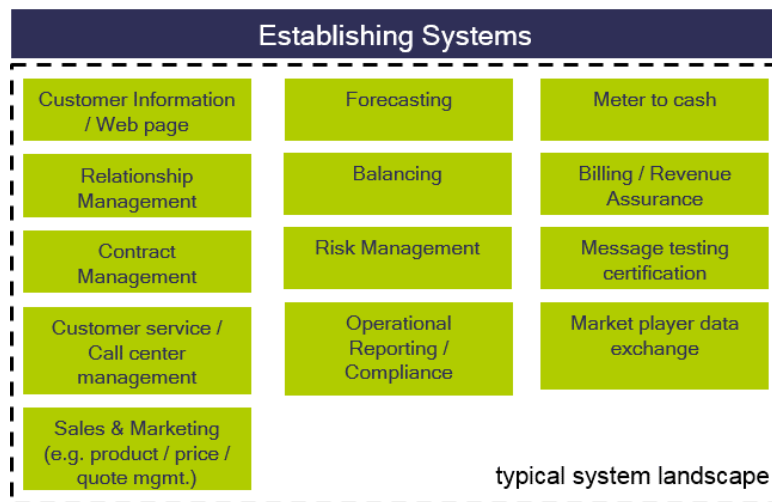 Establishing Systems
Customer Information
/ Web page
Relationship
Management
Contract
Management
Customer service /
Call center
management
Sales & Marketing
(e.g. product / price /
quote mgmt.)
Forecasting
Balancing
Risk Management
Operational
Reporting /
Compliance
Meter to cash
Billing / Revenue
Assurance
Message testing
certification
Market player data
exchange
typical system landscape